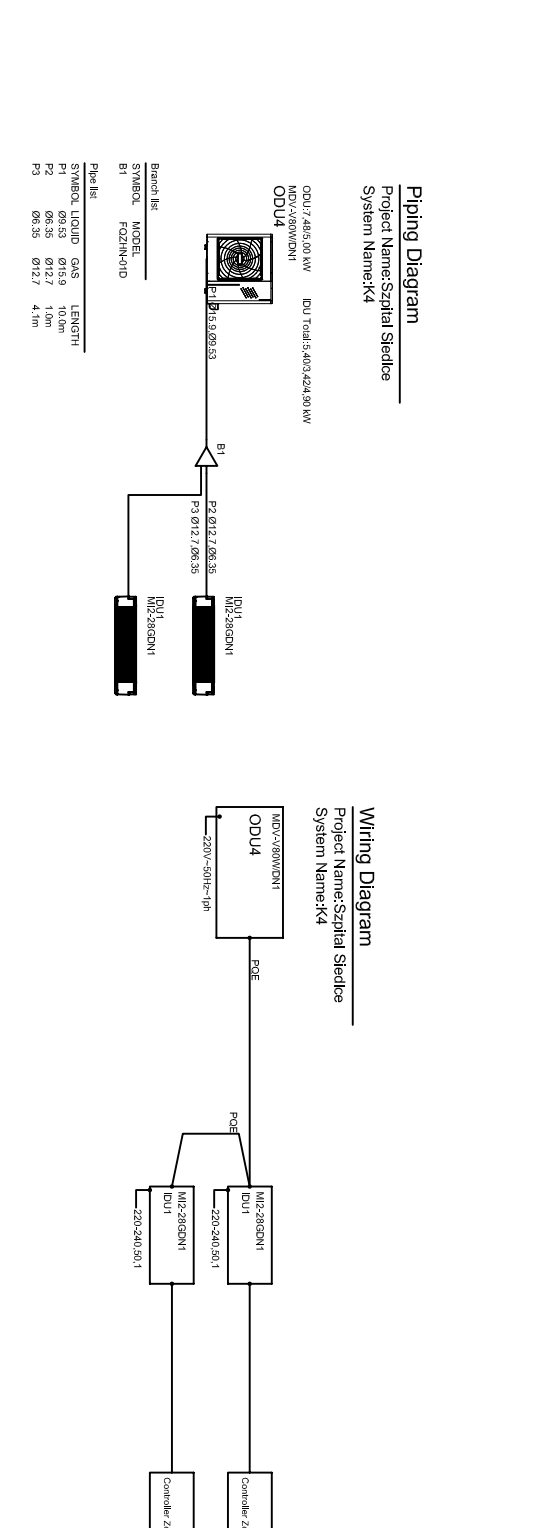 Piping Diagram
Project Name:Szpital Siedlce
System Name:K4
ODU:7,48/5,00 kW IDU Total:5,40/3,42/4,90 kW
MDV-V80W/DN1
ODU4
P1 Ø15.9,Ø9.53
B1
P2 Ø12.7,Ø6.35
P3 Ø12.7,Ø6.35
IDU1
MI2-28GDN1
IDU1
MI2-28GDN1
Branch list
SYMBOL MODEL
B1 FQZHN-01D
Pipe list
SYMBOL LIQUID GAS LENGTH
P1 Ø9.53 Ø15.9 10.0m
P2 Ø6.35 Ø12.7 1.0m
P3 Ø6.35 Ø12.7 4.1m
Wiring Diagram
Project Name:Szpital Siedlce
System Name:K4
MDV-V80W/DN1
ODU4
220V~50Hz~1ph
PQE
PQE
MI2-28GDN1
IDU1
220-240,50,1
MI2-28GDN1
IDU1
220-240,50,1
Controller
Controller